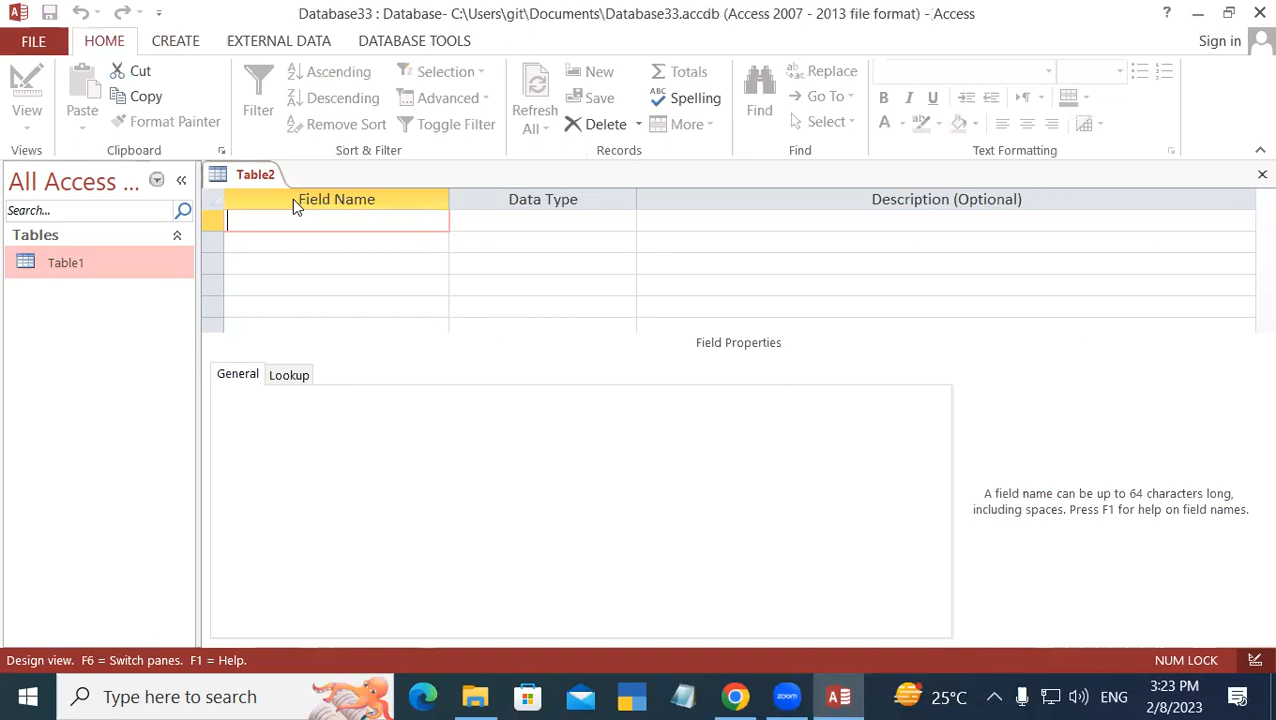 Database33 : Database- C:\Users\git\Documents\Database33.accdb (Access 2007 - 2013 file format) - Access
?
FILE HOME CREATE EXTERNAL DATA DATABASE TOOLS Sign in
View
Views
Paste
Cut
Copy
Format Painter
Clipboard
Filter
Ascending
Descending
Remove Sort
Selection
Advanced
Toggle Filter
Sort & Filter
Refresh
All
New
Save
Delete
Totals
Spelling
More
Records
Find
Replace
Go To
Select
Find
B I U
A
Text Formatting
All Access ...
Search...
Tables
Table1
Table2
Field Name Data Type Description (Optional)
Field Properties
General Lookup
A field name can be up to 64 characters long,
including spaces. Press F1 for help on field names.
Design view. F6 = Switch panes. F1 = Help.
NUM LOCK
Type here to search
zoom
25°C
ENG
3:23 PM
2/8/2023